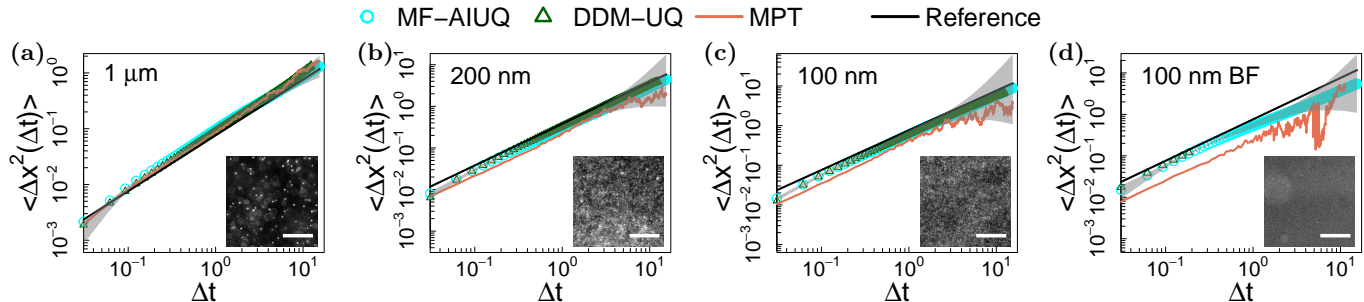 MF−AIUQ DDM−UQ MPT Reference
(a) (b) (c) (d)
1 μm 200 nm 100 nm 100 nm BF
<Δx²(Δt)> <Δx²(Δt)> <Δx²(Δt)> <Δx²(Δt)>
10⁰ 10⁻¹ 10⁻² 10⁻³
10¹ 10⁰ 10⁻¹ 10⁻² 10⁻³
10¹ 10⁰ 10⁻¹ 10⁻² 10⁻³
10¹ 10⁰ 10⁻¹ 10⁻² 10⁻³
10⁻¹ 10⁰ 10¹ 10⁻¹ 10⁰ 10¹ 10⁻¹ 10⁰ 10¹ 10⁻¹ 10⁰ 10¹
Δt Δt Δt Δt